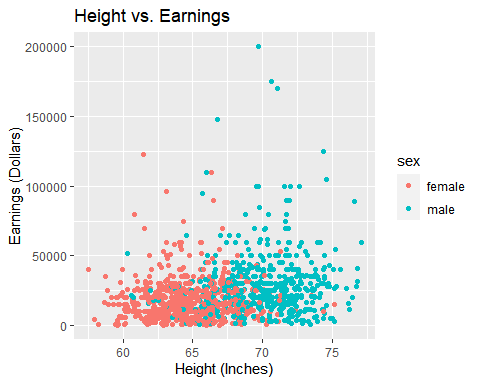 Height vs. Earnings
200000
150000
100000
50000
0
Earnings (Dollars)
60 65 70 75
Height (Inches)
sex
female
male